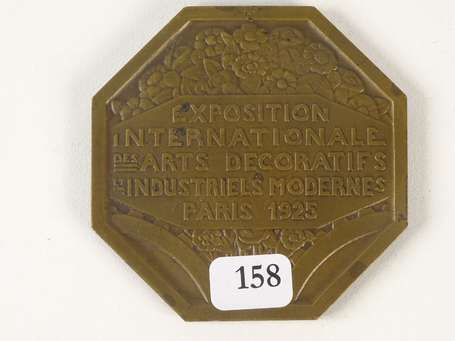 EXPOSITION
INTERNATIONALE
DES ARTS DECORATIFS
ET INDUSTRIELS MODERNES
PARIS 1925
158